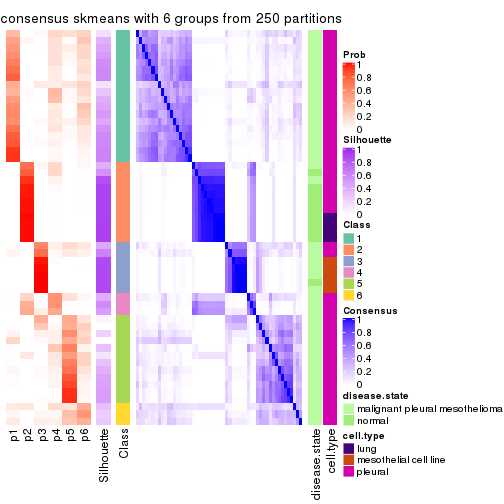 consensus skmeans with 6 groups from 250 partitions
Prob
1
0.8
0.6
0.4
0.2
0
Silhouette
1
0.8
0.6
0.4
0.2
0
Class
1
2
3
4
5
6
Consensus
1
0.8
0.6
0.4
0.2
0
disease.state
malignant pleural mesothelioma
normal
cell.type
lung
mesothelial cell line
pleural
p1
p2
p3
p4
p5
p6
Silhouette
Class
disease.state
cell.type